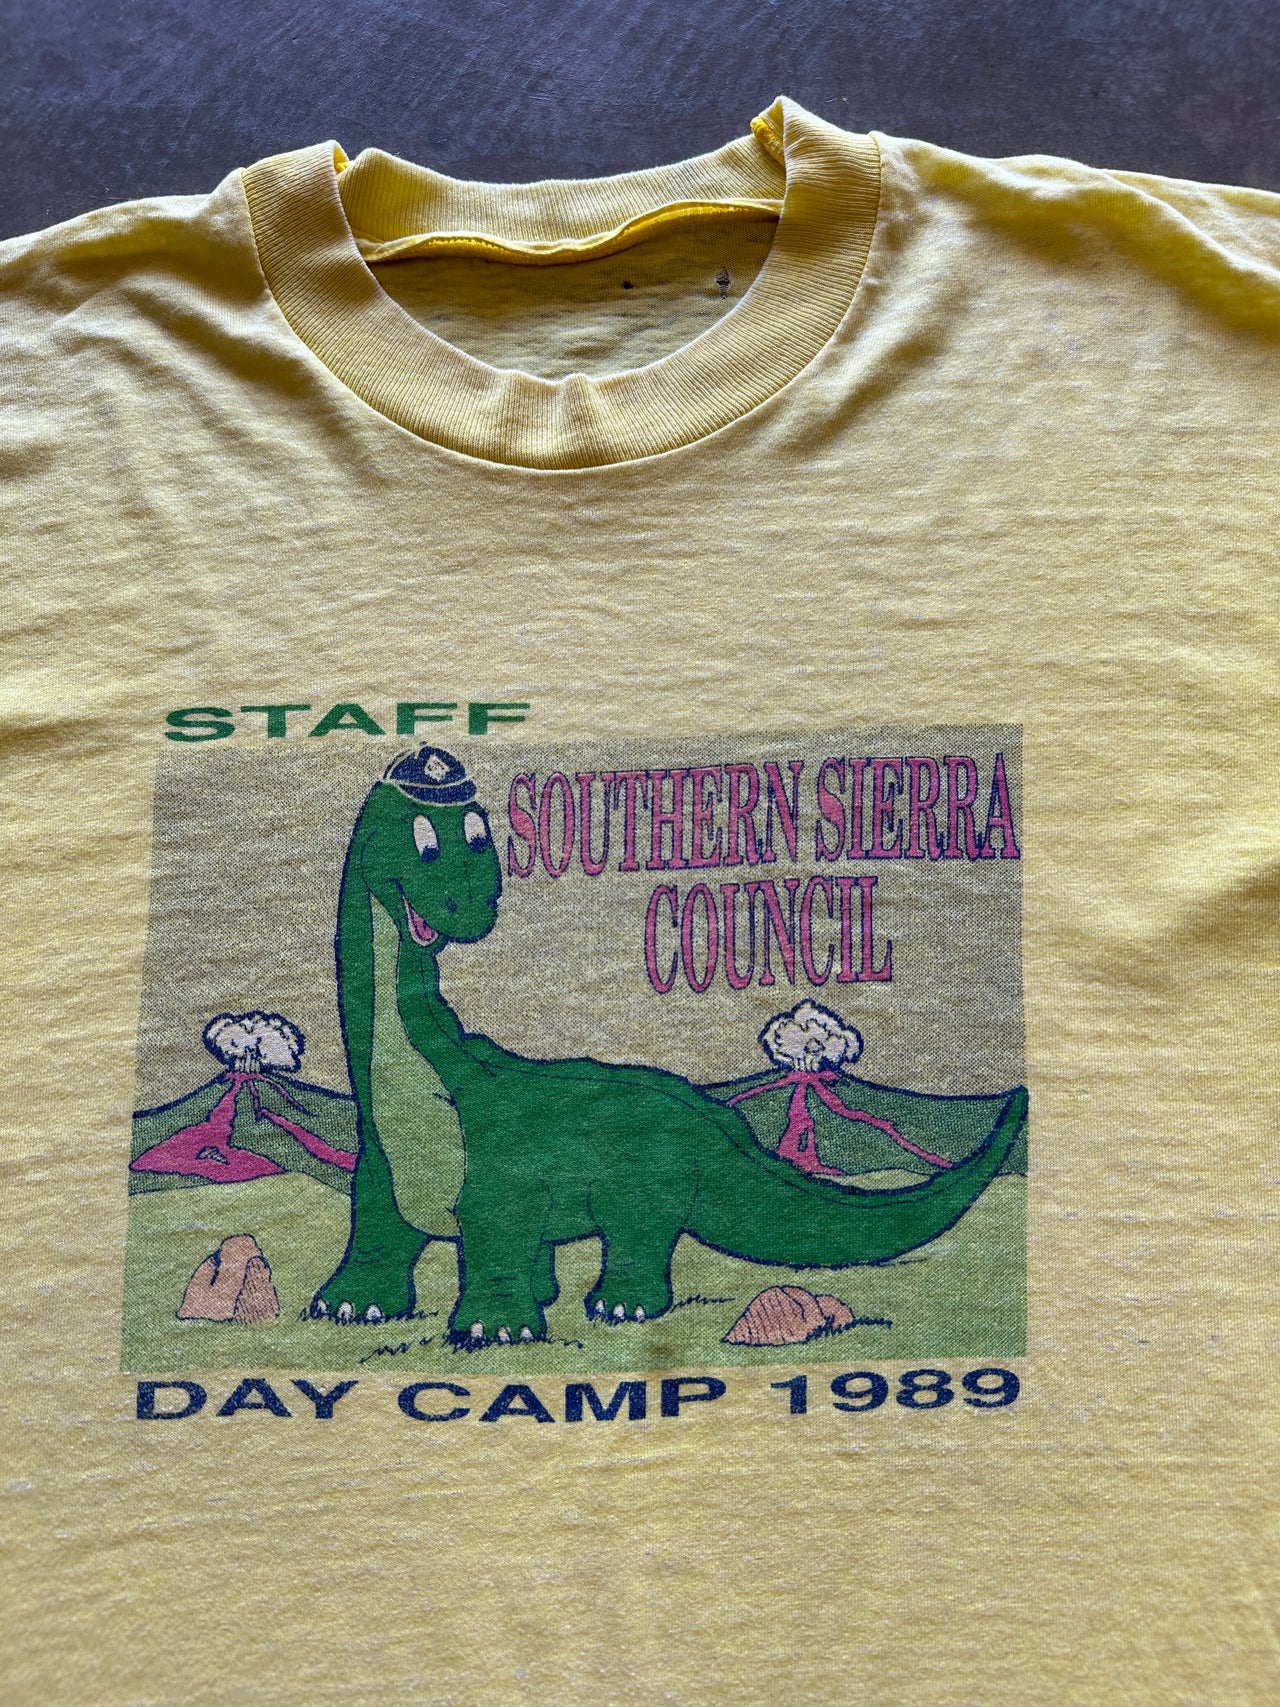 STAFF
SOUTHERN SIERRA
COUNCIL
DAY CAMP 1989